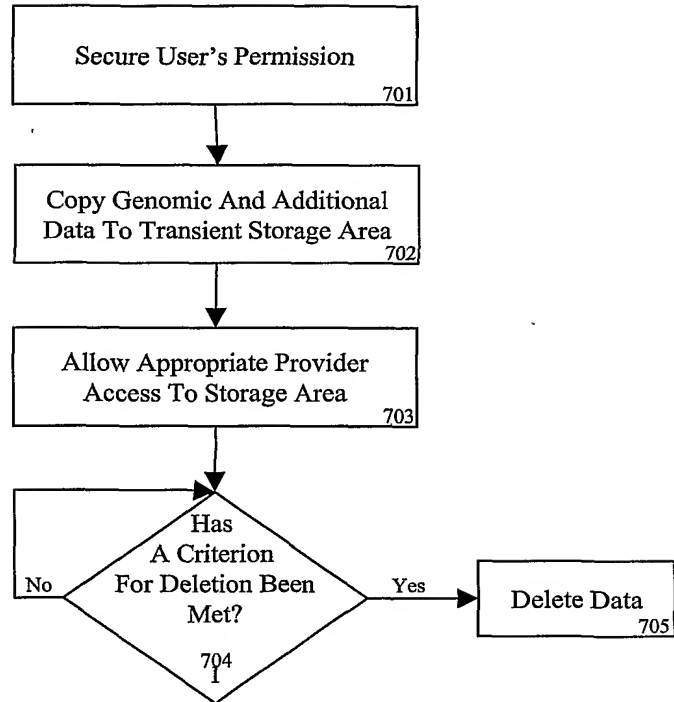 Secure User's Permission
701
Copy Genomic And Additional
Data To Transient Storage Area
702
Allow Appropriate Provider
Access To Storage Area
703
Has
A Criterion
For Deletion Been
Met?
704
1
No
Yes
Delete Data
705